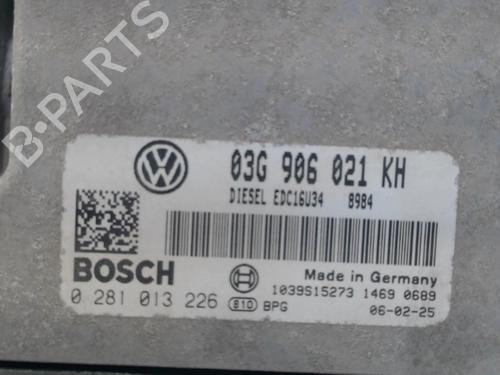 B-PARTS
03G 906 021 KH
DIESEL EDC16U34 8984
BOSCH
Made in Germany
0 281 013 226 810 BPG
1039S15273 1469 0689
06-02-25